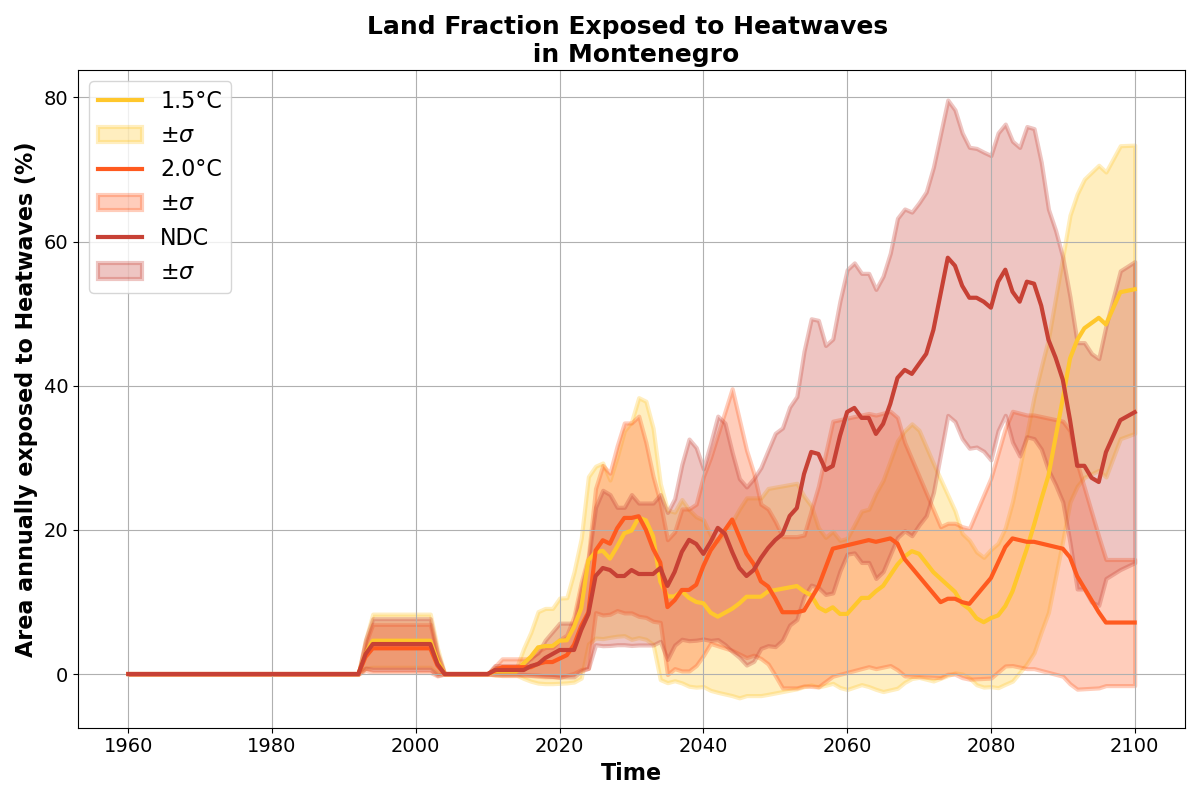 Land Fraction Exposed to Heatwaves
in Montenegro
1.5°C
±σ
2.0°C
±σ
NDC
±σ
Area annually exposed to Heatwaves (%)
80
60
40
20
0
1960 1980 2000 2020 2040 2060 2080 2100
Time